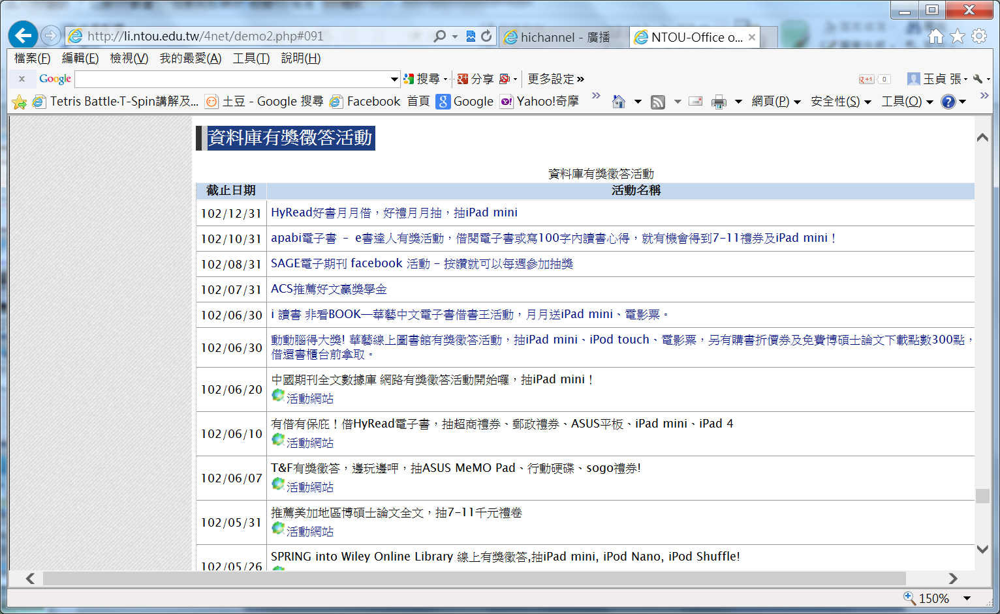 http://li.ntou.edu.tw/4net/demo2.php#091
hichannel - 廣播
NTOU-Office o...
檔案(F) 編輯(E) 檢視(V) 我的最愛(A) 工具(T) 說明(H)
x Google 搜尋 分享 更多設定 » +1 0 王貞 張
Tetris Battle·T-Spin講解及... 土豆 - Google 搜尋 Facebook 首頁 Google Yahoo!奇摩 » 網頁(P) 安全性(S) 工具(O) »
資料庫有獎徵答活動
資料庫有獎徵答活動
截止日期 活動名稱
102/12/31 HyRead好書月月借，好禮月月抽，抽iPad mini
102/10/31 apabi電子書 – e書達人有獎活動，借閱電子書或寫100字內讀書心得，就有機會得到7-11禮券及iPad mini！
102/08/31 SAGE電子期刊 facebook 活動 – 按讚就可以每週參加抽獎
102/07/31 ACS推薦好文贏獎學金
102/06/30 i 讀書 非看BOOK—華藝中文電子書借書王活動，月月送iPad mini、電影票。
102/06/30 動動腦得大獎! 華藝線上圖書館有獎徵答活動，抽iPad mini、iPod touch、電影票，另有購書折價券及免費博碩士論文下載點數300點，
借還書櫃台前拿取。
102/06/20 中國期刊全文數據庫 網路有獎徵答活動開始囉，抽iPad mini！
活動網站
102/06/10 有借有保庇！借HyRead電子書，抽超商禮券、郵政禮券、ASUS平板、iPad mini、iPad 4
活動網站
102/06/07 T&F有獎徵答，邊玩邊呷，抽ASUS MeMO Pad、行動硬碟、sogo禮券!
活動網站
102/05/31 推薦美加地區博碩士論文全文，抽7-11千元禮卷
活動網站
102/05/26 SPRING into Wiley Online Library 線上有獎徵答,抽iPad mini, iPod Nano, iPod Shuffle!
150%